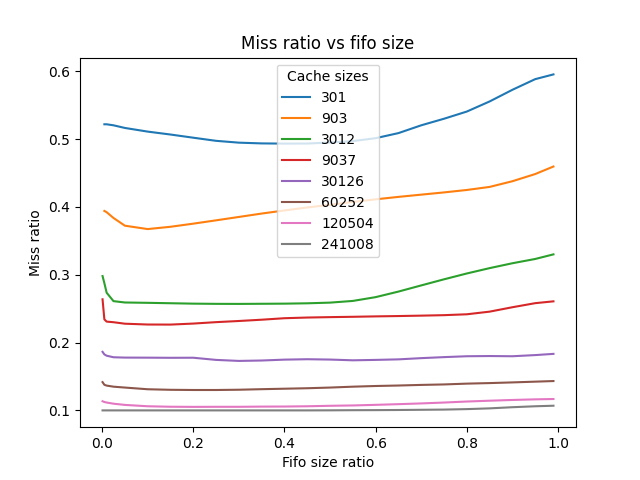 Miss ratio vs fifo size
Cache sizes
301
903
3012
9037
30126
60252
120504
241008
0.6
0.5
0.4
0.3
0.2
0.1
Miss ratio
0.0 0.2 0.4 0.6 0.8 1.0
Fifo size ratio